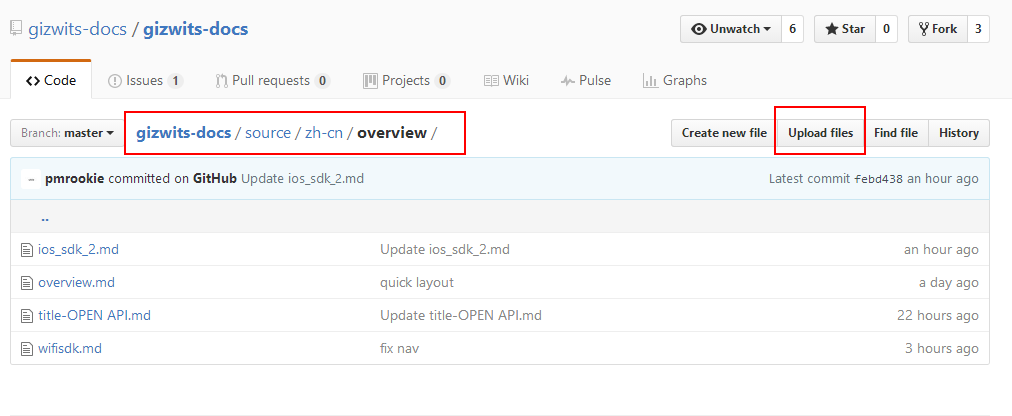 gizwits-docs / gizwits-docs
Unwatch 6 Star 0 Fork 3
Code Issues 1 Pull requests 0 Projects 0 Wiki Pulse Graphs
Branch: master gizwits-docs / source / zh-cn / overview / Create new file Upload files Find file History
pmrookie committed on GitHub Update ios_sdk_2.md Latest commit febd438 an hour ago
..
ios_sdk_2.md Update ios_sdk_2.md an hour ago
overview.md quick layout a day ago
title-OPEN API.md Update title-OPEN API.md 22 hours ago
wifisdk.md fix nav 3 hours ago